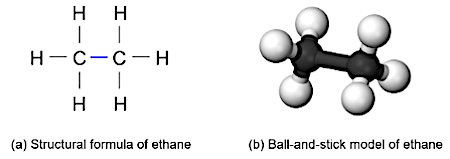 H H
H — C — C — H
H H
(a) Structural formula of ethane
(b) Ball-and-stick model of ethane